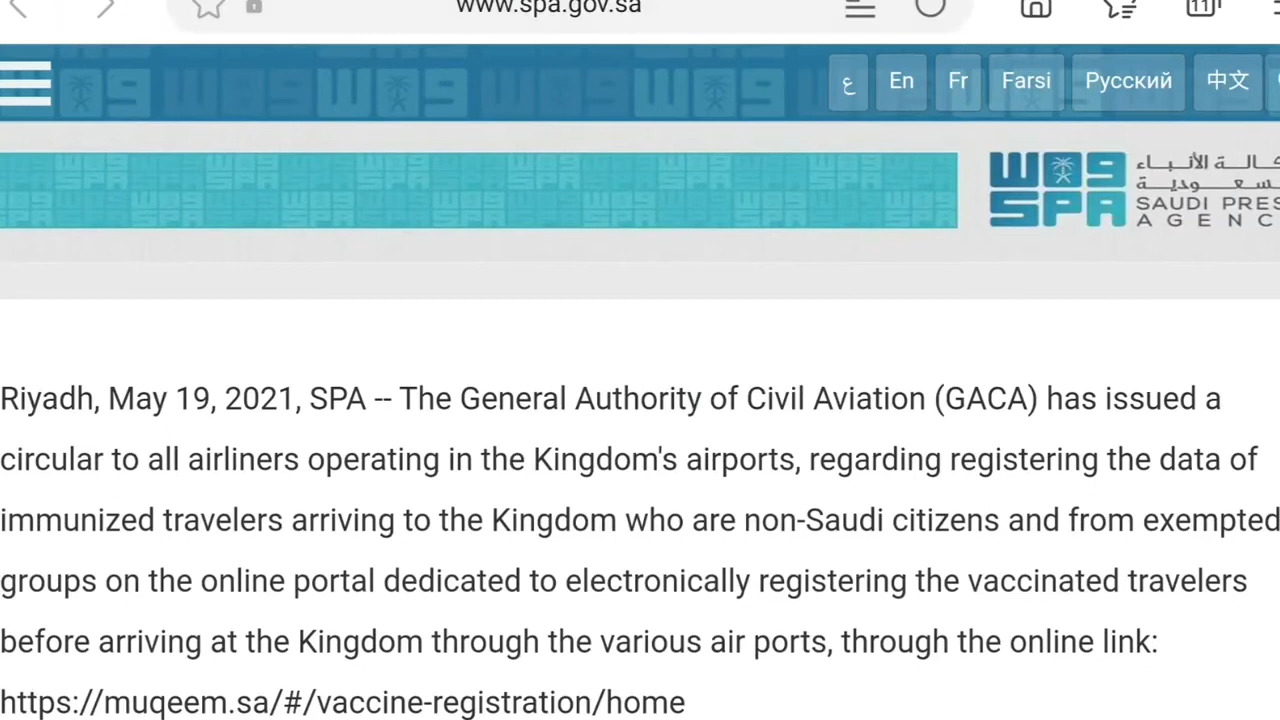 www.spa.gov.sa
11
ع En Fr Farsi Русский 中文
واس
SPA
SAUDI PRES
AGENC
Riyadh, May 19, 2021, SPA -- The General Authority of Civil Aviation (GACA) has issued a
circular to all airliners operating in the Kingdom's airports, regarding registering the data of
immunized travelers arriving to the Kingdom who are non-Saudi citizens and from exempted
groups on the online portal dedicated to electronically registering the vaccinated travelers
before arriving at the Kingdom through the various air ports, through the online link:
https://muqeem.sa/#/vaccine-registration/home